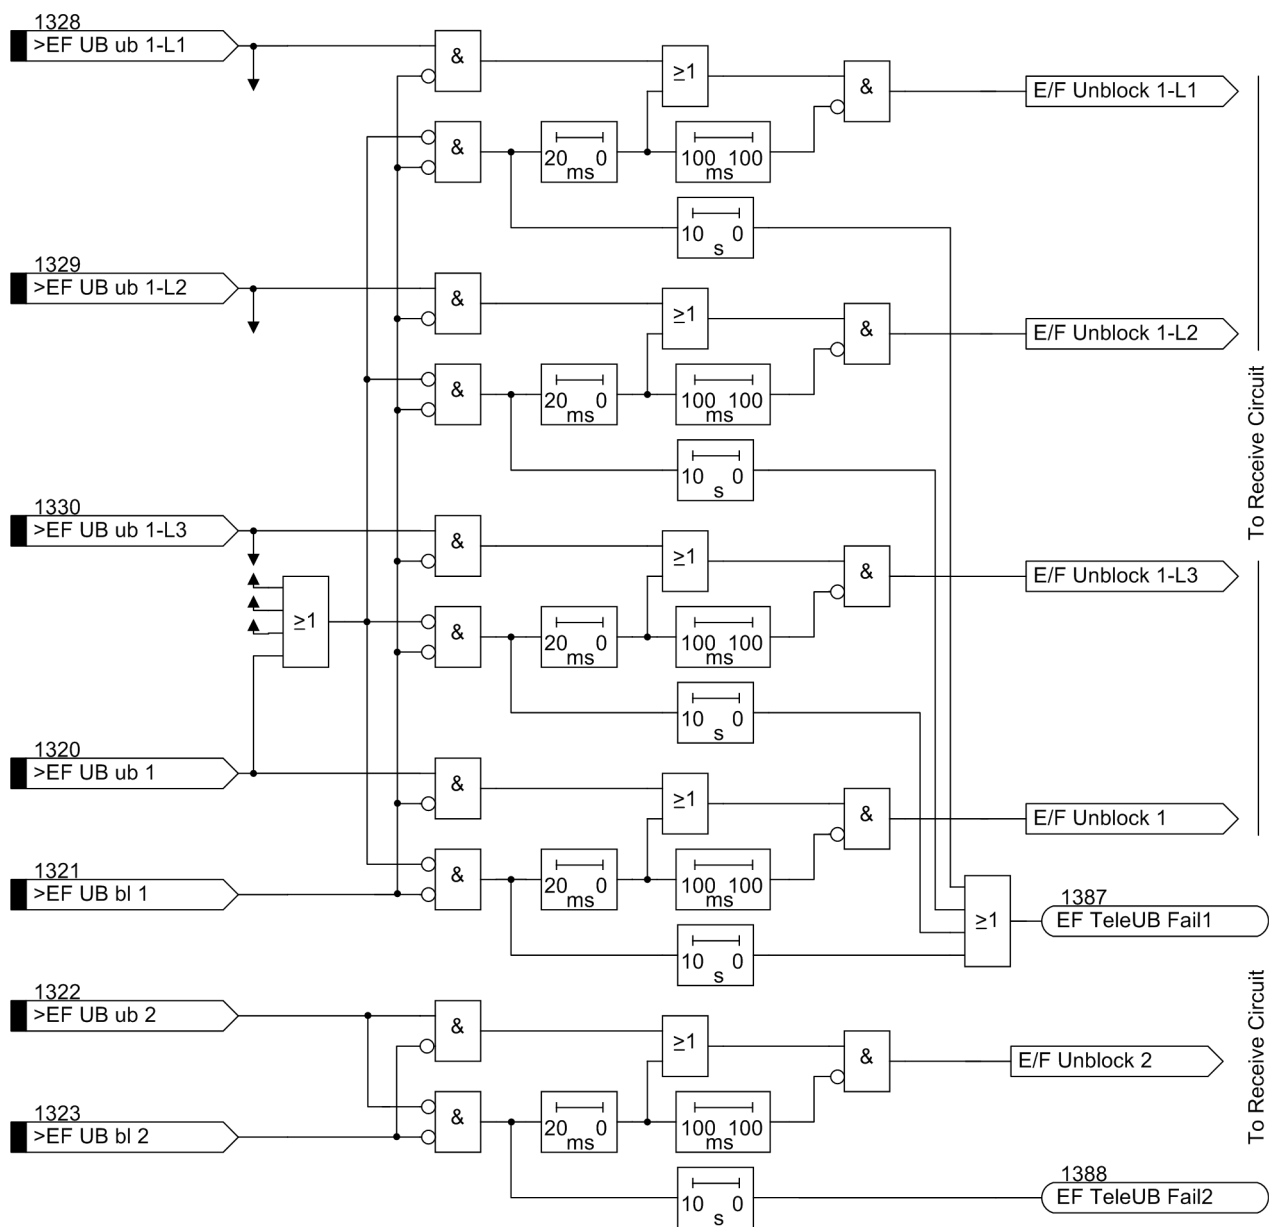 1328
>EF UB ub 1-L1
&
≥1
&
E/F Unblock 1-L1
&
20 0
ms
100 100
ms
10 0
s
1329
>EF UB ub 1-L2
&
≥1
&
E/F Unblock 1-L2
&
20 0
ms
100 100
ms
10 0
s
To Receive Circuit
1330
>EF UB ub 1-L3
&
≥1
&
E/F Unblock 1-L3
≥1
&
20 0
ms
100 100
ms
10 0
s
1320
>EF UB ub 1
&
≥1
&
E/F Unblock 1
1321
>EF UB bl 1
&
20 0
ms
100 100
ms
10 0
s
≥1
1387
EF TeleUB Fail1
1322
>EF UB ub 2
&
≥1
&
E/F Unblock 2
To Receive Circuit
1323
>EF UB bl 2
&
20 0
ms
100 100
ms
10 0
s
1388
EF TeleUB Fail2